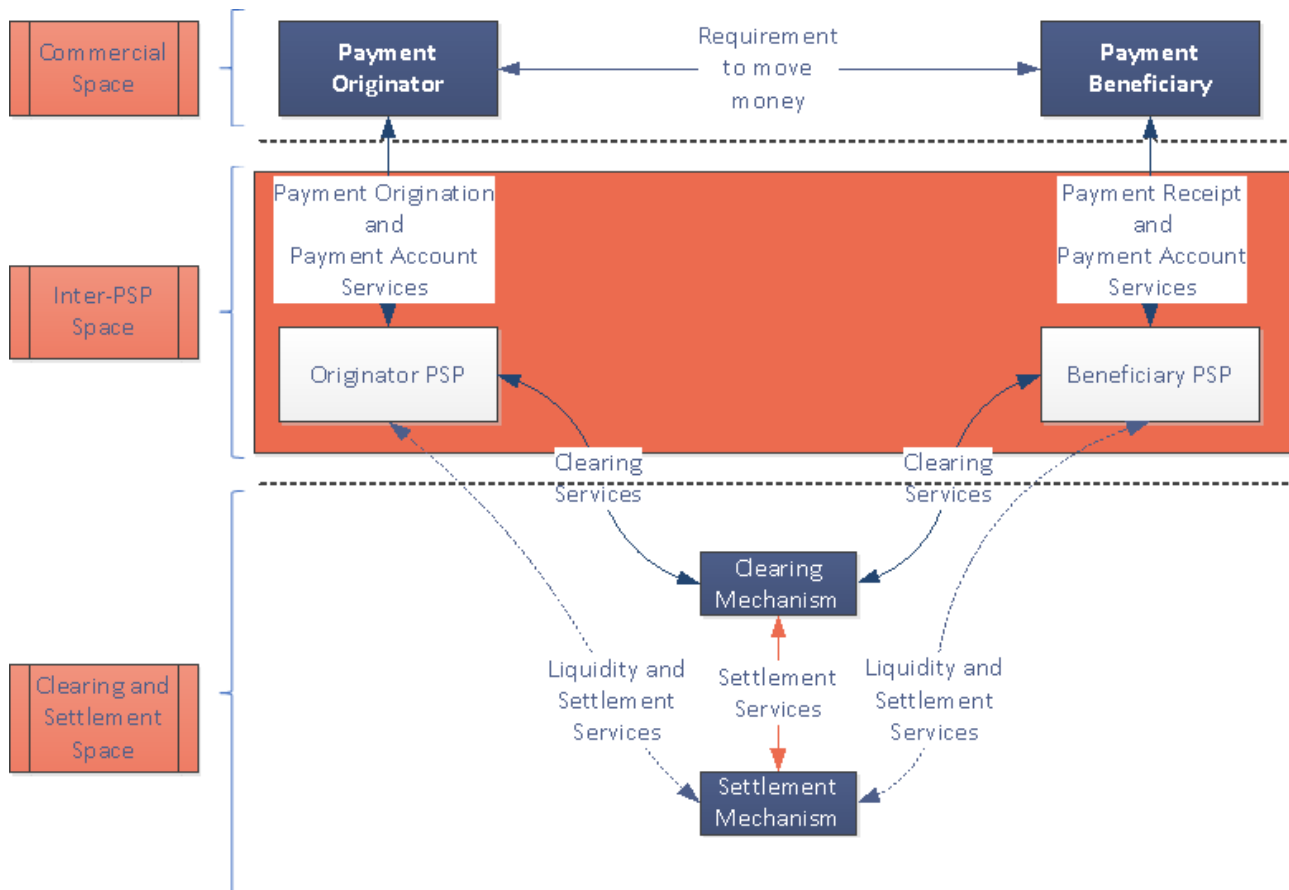 Commercial
Space
Payment
Originator
Requirement
to move
money
Payment
Beneficiary
Inter-PSP
Space
Payment Origination
and
Payment Account
Services
Payment Receipt
and
Payment Account
Services
Originator PSP
Beneficiary PSP
Clearing
Services
Clearing
Services
Clearing and
Settlement
Space
Clearing
Mechanism
Liquidity and
Settlement
Services
Settlement
Services
Liquidity and
Settlement
Services
Settlement
Mechanism